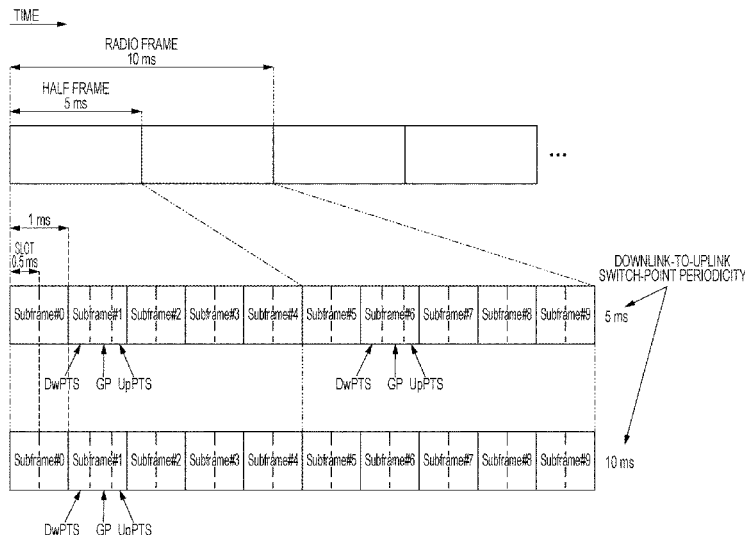 TIME
RADIO FRAME
10 ms
HALF FRAME
5 ms
...
1 ms
SLOT
0.5 ms
DOWNLINK-TO-UPLINK
SWITCH-POINT PERIODICITY
Subframe#0 Subframe#1 Subframe#2 Subframe#3 Subframe#4 Subframe#5 Subframe#6 Subframe#7 Subframe#8 Subframe#9 5 ms
DwPTS GP UpPTS DwPTS GP UpPTS
Subframe#0 Subframe#1 Subframe#2 Subframe#3 Subframe#4 Subframe#5 Subframe#6 Subframe#7 Subframe#8 Subframe#9 10 ms
DwPTS GP UpPTS